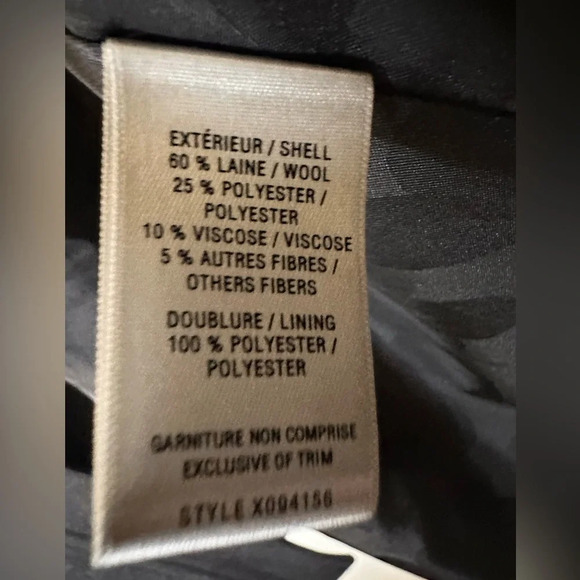 EXTÉRIEUR / SHELL
60 % LAINE / WOOL
25 % POLYESTER /
POLYESTER
10 % VISCOSE / VISCOSE
5 % AUTRES FIBRES /
OTHERS FIBERS
DOUBLURE / LINING
100 % POLYESTER /
POLYESTER
GARNITURE NON COMPRISE
EXCLUSIVE OF TRIM
STYLE X094156